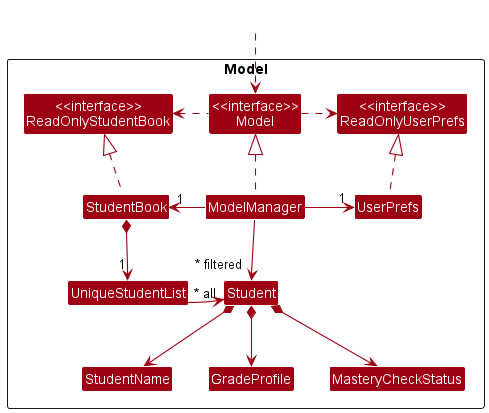 Model
<<interface>>
ReadOnlyStudentBook
<<interface>>
Model
<<interface>>
ReadOnlyUserPrefs
StudentBook
1
ModelManager
1
UserPrefs
1
* filtered
UniqueStudentList
* all
Student
StudentName
GradeProfile
MasteryCheckStatus